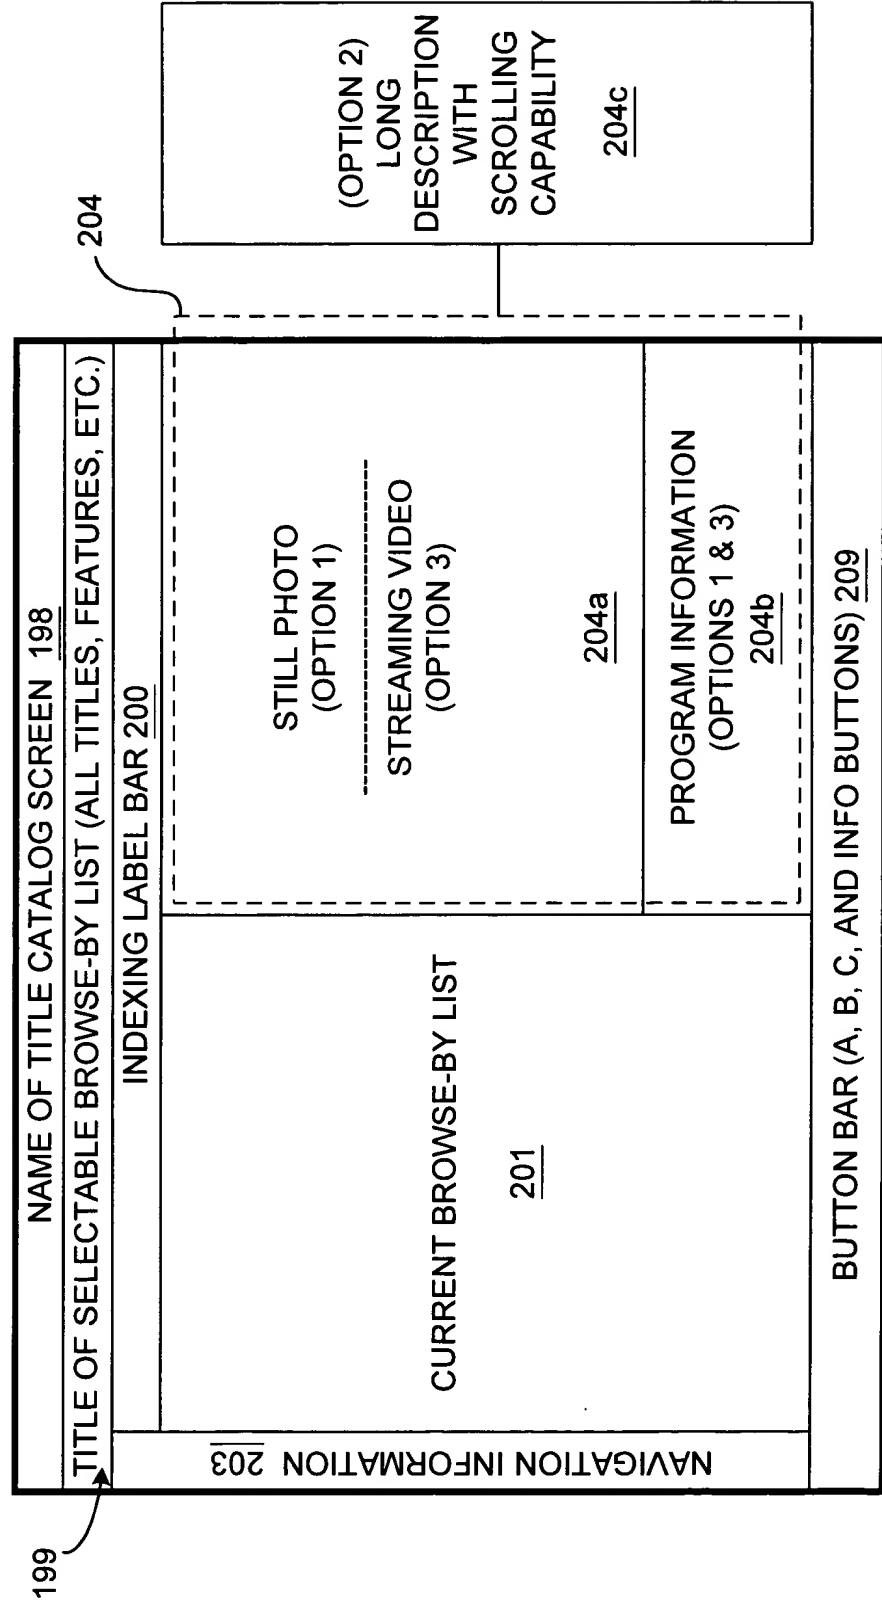 NAME OF TITLE CATALOG SCREEN 198
199
TITLE OF SELECTABLE BROWSE-BY LIST (ALL TITLES, FEATURES, ETC.)
INDEXING LABEL BAR 200
204
NAVIGATION INFORMATION 203
CURRENT BROWSE-BY LIST
201
STILL PHOTO
(OPTION 1)
STREAMING VIDEO
(OPTION 3)
204a
PROGRAM INFORMATION
(OPTIONS 1 & 3)
204b
(OPTION 2)
LONG
DESCRIPTION
WITH
SCROLLING
CAPABILITY
204c
BUTTON BAR (A, B, C, AND INFO BUTTONS) 209